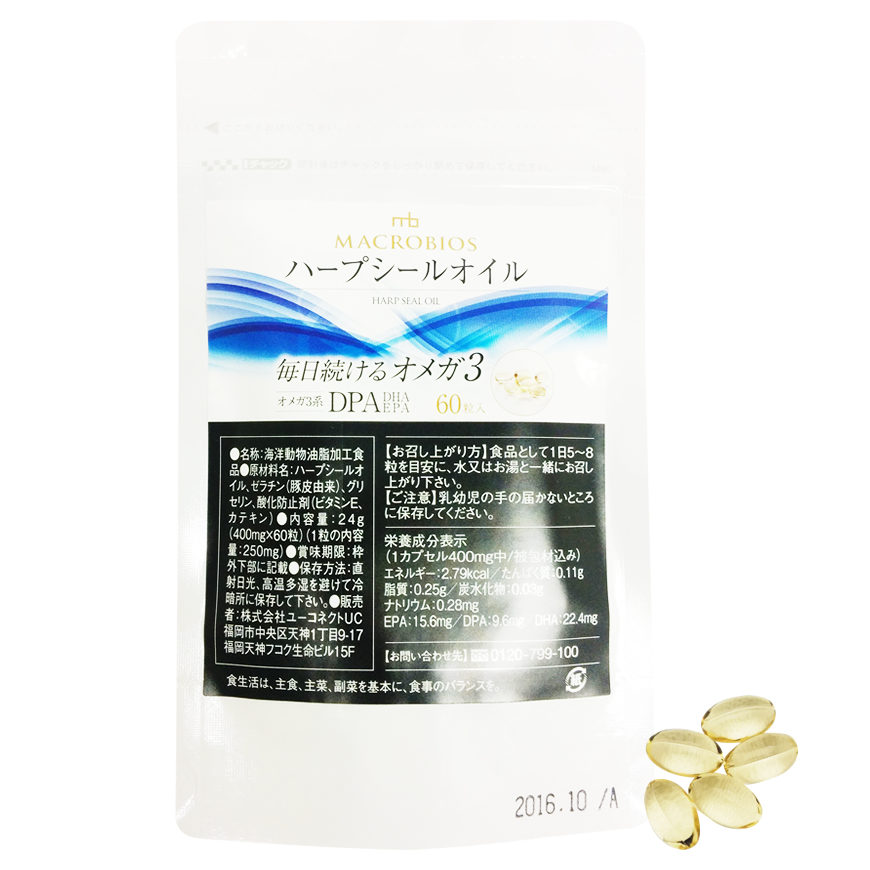 チャック
mb
MACROBIOS
ハープシールオイル
HARP SEAL OIL
毎日続けるオメガ3
オメガ3系 DPA DHA EPA 60粒入
●名称:海洋動物油脂加工食
品●原材料名:ハープシールオ
イル、ゼラチン(豚皮由来)、グリ
セリン、酸化防止剤(ビタミンE、
カテキン)●内容量:24g
(400mg×60粒)(1粒の内容
量:250mg)●賞味期限:枠
外下部に記載●保存方法:直
射日光、高温多湿を避けて冷
暗所に保存して下さい。●販売
者:株式会社ユーコネクトUC
福岡市中央区天神1丁目9-17
福岡天神フコク生命ビル15F
【お召し上がり方】食品として1日5〜8
粒を目安に、水又はお湯と一緒にお召し
上がり下さい。
【ご注意】乳幼児の手の届かないところ
に保存してください。
栄養成分表示
(1カプセル400mg中/被包材込み)
エネルギー:2.79kcal/たんぱく質:0.11g
脂質:0.25g/炭水化物:0.03g
ナトリウム:0.28mg
EPA:15.6mg/DPA:9.6mg/DHA:22.4mg
【お問い合わせ先】0120-799-100
食生活は、主食、主菜、副菜を基本に、食事のバランスを。
2016.10 /A